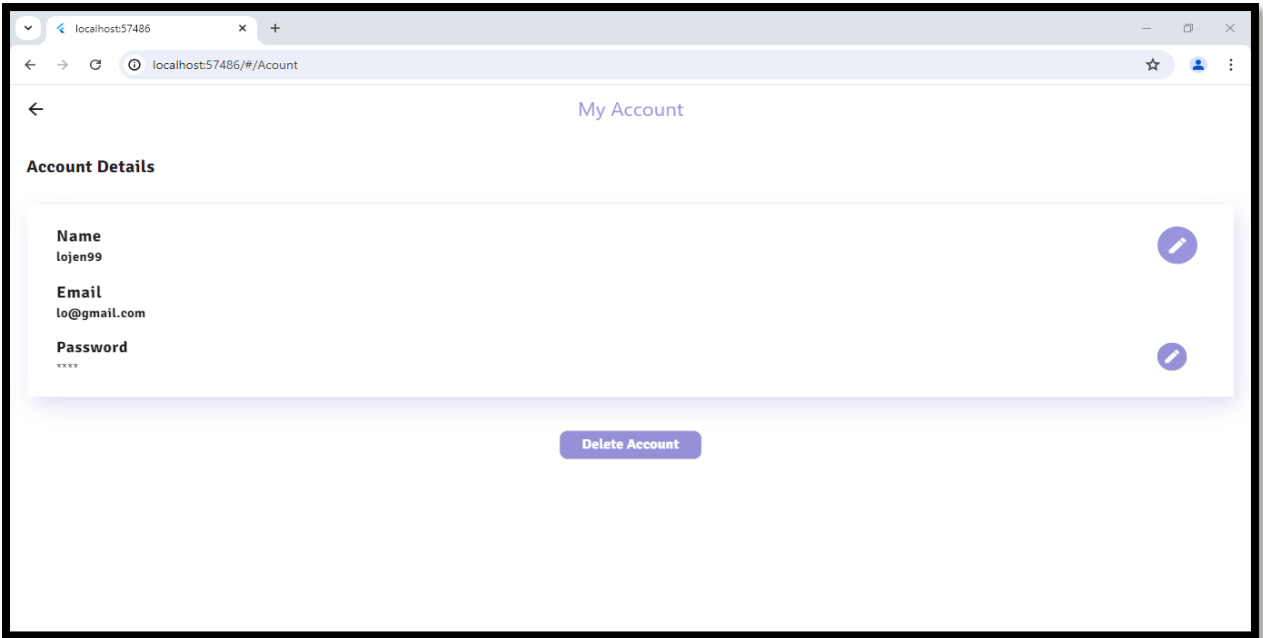 localhost:57486
localhost:57486/#/Acount
My Account
Account Details
Name
lojen99
Email
lo@gmail.com
Password
****
Delete Account